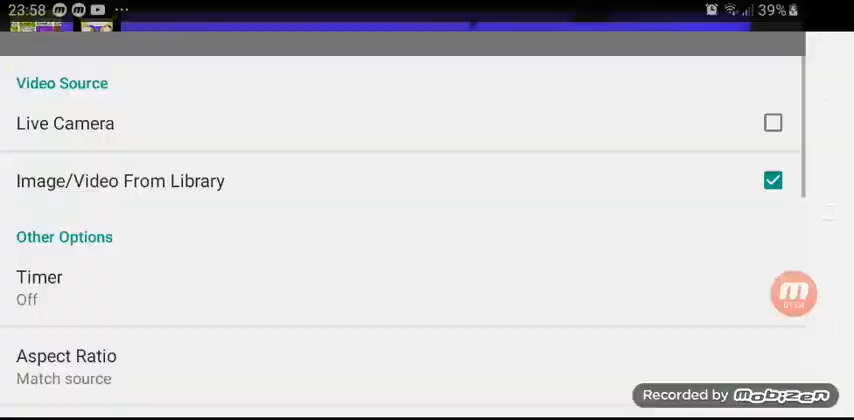 23:58 39%
Video Source
Live Camera
Image/Video From Library
Other Options
Timer
Off
Aspect Ratio
Match source
Recorded by mobizen